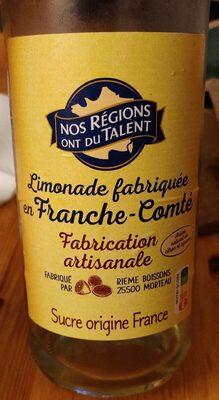 NOS RÉGIONS
ONT DU TALENT
Limonade fabriquée
en Franche-Comté
Fabrication
artisanale
FABRIQUÉ
PAR
RIEME BOISSONS
25500 MORTEAU
Sucre origine France